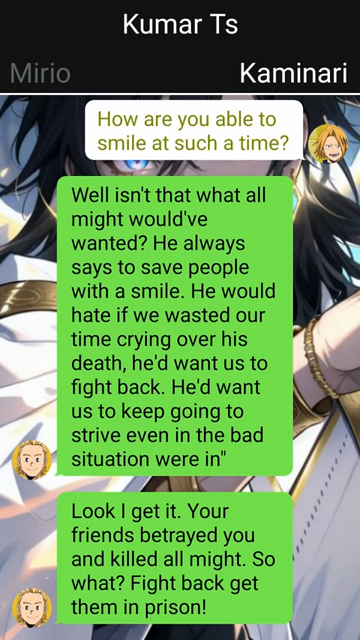 Kumar Ts
Mirio
Kaminari
How are you able to
smile at such a time?
Well isn't that what all
might would've
wanted? He always
says to save people
with a smile. He would
hate if we wasted our
time crying over his
death, he'd want us to
fight back. He'd want
us to keep going to
strive even in the bad
situation were in"
Look I get it. Your
friends betrayed you
and killed all might. So
what? Fight back get
them in prison!